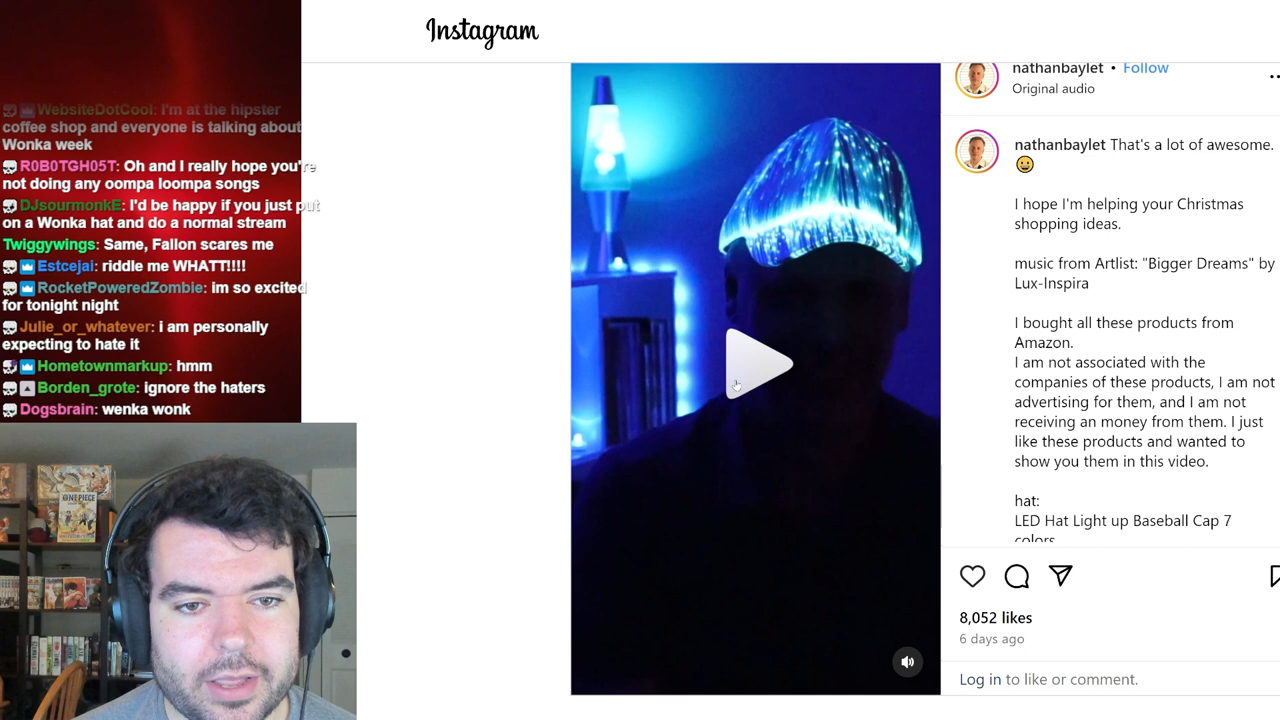 WebsiteDotCool: I'm at the hipster
coffee shop and everyone is talking about
Wonka week
R0B0TGH05T: Oh and I really hope you're
not doing any oompa loompa songs
DJsourmonkE: I'd be happy if you just put
on a Wonka hat and do a normal stream
Twiggywings: Same, Fallon scares me
Estcejai: riddle me WHATT!!!!
RocketPoweredZombie: im so excited
for tonight night
Julie_or_whatever: i am personally
expecting to hate it
Hometownmarkup: hmm
Borden_grote: ignore the haters
Dogsbrain: wenka wonk
ONE PIECE
Instagram
nathanbaylet • Follow
Original audio
nathanbaylet That's a lot of awesome.
😀
I hope I'm helping your Christmas
shopping ideas.
music from Artlist: "Bigger Dreams" by
Lux-Inspira
I bought all these products from
Amazon.
I am not associated with the
companies of these products, I am not
advertising for them, and I am not
receiving an money from them. I just
like these products and wanted to
show you them in this video.
hat:
LED Hat Light up Baseball Cap 7
colors
8,052 likes
6 days ago
Log in to like or comment.